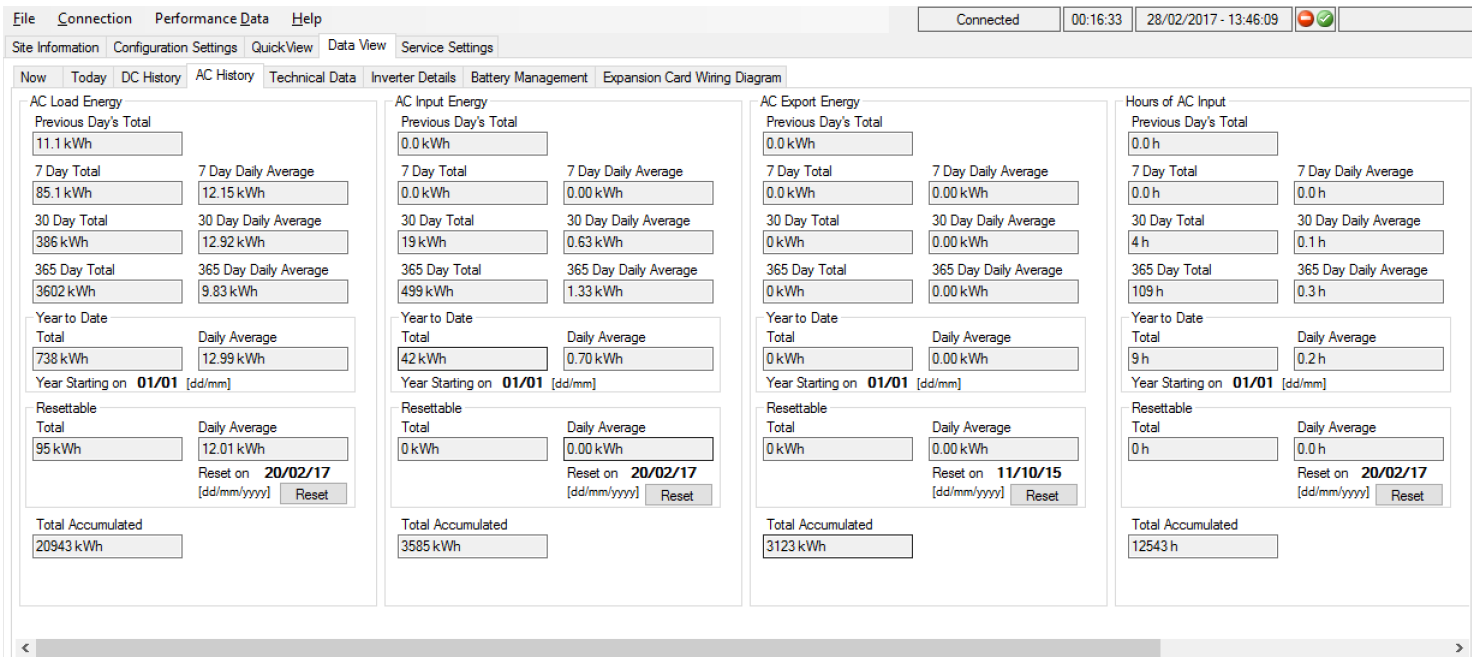 File Connection Performance Data Help Connected 00:16:33 28/02/2017 - 13:46:09
Site Information Configuration Settings QuickView Data View Service Settings
Now Today DC History AC History Technical Data Inverter Details Battery Management Expansion Card Wiring Diagram
AC Load Energy
Previous Day's Total
11.1 kWh
7 Day Total 7 Day Daily Average
85.1 kWh 12.15 kWh
30 Day Total 30 Day Daily Average
386 kWh 12.92 kWh
365 Day Total 365 Day Daily Average
3602 kWh 9.83 kWh
Year to Date
Total Daily Average
738 kWh 12.99 kWh
Year Starting on 01/01 [dd/mm]
Resettable
Total Daily Average
95 kWh 12.01 kWh
Reset on 20/02/17
[dd/mm/yyyy] Reset
Total Accumulated
20943 kWh
AC Input Energy
Previous Day's Total
0.0 kWh
7 Day Total 7 Day Daily Average
0.0 kWh 0.00 kWh
30 Day Total 30 Day Daily Average
19 kWh 0.63 kWh
365 Day Total 365 Day Daily Average
499 kWh 1.33 kWh
Year to Date
Total Daily Average
42 kWh 0.70 kWh
Year Starting on 01/01 [dd/mm]
Resettable
Total Daily Average
0 kWh 0.00 kWh
Reset on 20/02/17
[dd/mm/yyyy] Reset
Total Accumulated
3585 kWh
AC Export Energy
Previous Day's Total
0.0 kWh
7 Day Total 7 Day Daily Average
0.0 kWh 0.00 kWh
30 Day Total 30 Day Daily Average
0 kWh 0.00 kWh
365 Day Total 365 Day Daily Average
0 kWh 0.00 kWh
Year to Date
Total Daily Average
0 kWh 0.00 kWh
Year Starting on 01/01 [dd/mm]
Resettable
Total Daily Average
0 kWh 0.00 kWh
Reset on 11/10/15
[dd/mm/yyyy] Reset
Total Accumulated
3123 kWh
Hours of AC Input
Previous Day's Total
0.0 h
7 Day Total 7 Day Daily Average
0.0 h 0.0 h
30 Day Total 30 Day Daily Average
4 h 0.1 h
365 Day Total 365 Day Daily Average
109 h 0.3 h
Year to Date
Total Daily Average
9 h 0.2 h
Year Starting on 01/01 [dd/mm]
Resettable
Total Daily Average
0 h 0.0 h
Reset on 20/02/17
[dd/mm/yyyy] Reset
Total Accumulated
12543 h